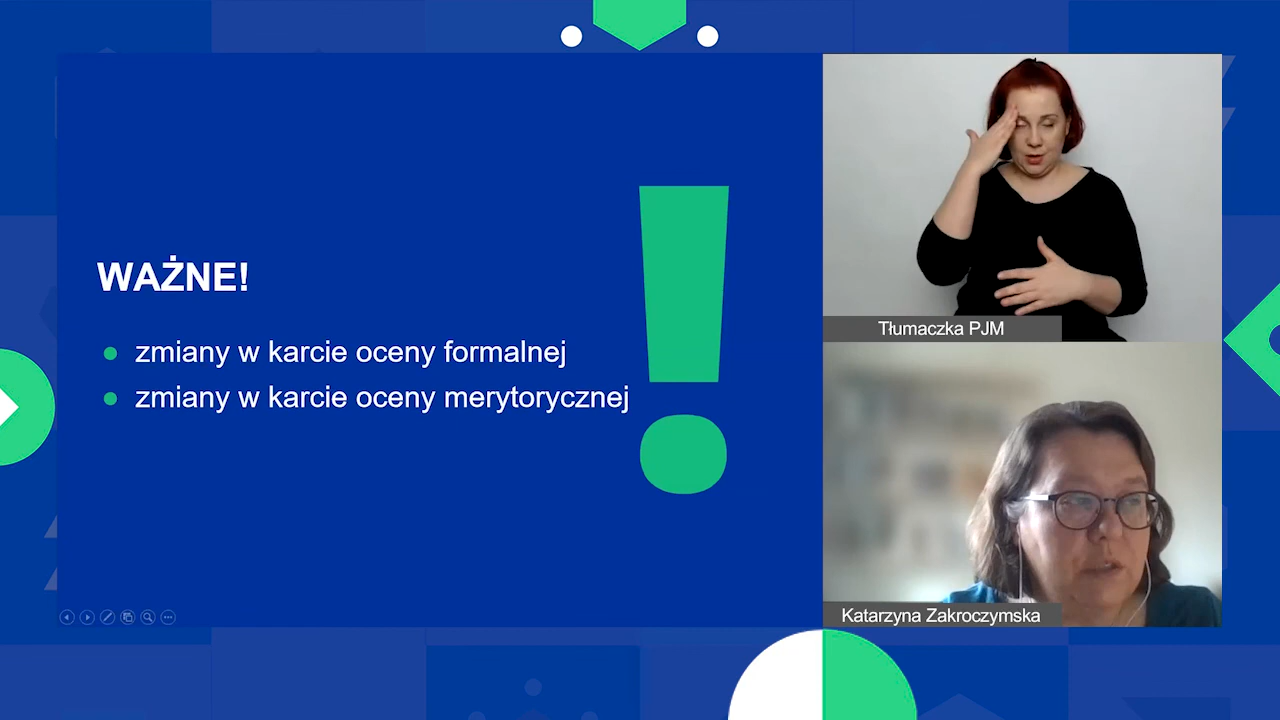 WAŻNE!
zmiany w karcie oceny formalnej
zmiany w karcie oceny merytorycznej
Tłumaczka PJM
Katarzyna Zakroczymska